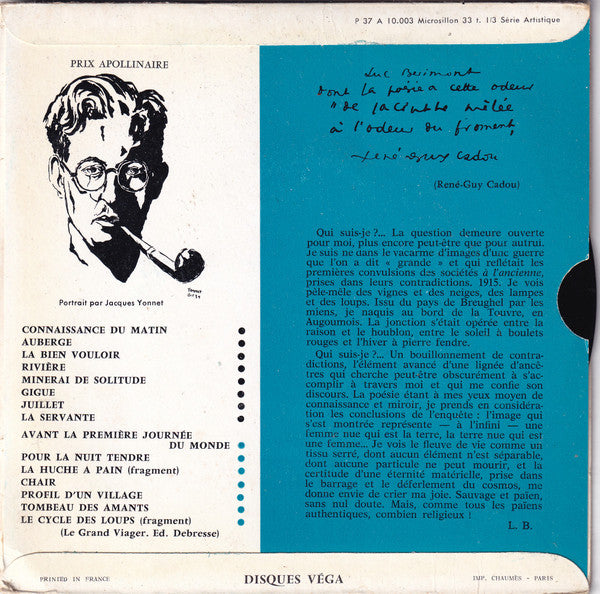 P 37 A 10.003 Microsillon 33 t. 1/3 Série Artistique
PRIX APOLLINAIRE
Portrait par Jacques Yonnet
CONNAISSANCE DU MATIN
AUBERGE
LA BIEN VOULOIR
RIVIÈRE
MINERAI DE SOLITUDE
GIGUE
JUILLET
LA SERVANTE
AVANT LA PREMIÈRE JOURNÉE
DU MONDE
POUR LA NUIT TENDRE
LA HUCHE A PAIN (fragment)
CHAIR
PROFIL D'UN VILLAGE
TOMBEAU DES AMANTS
LE CYCLE DES LOUPS (fragment)
(Le Grand Viager. Ed. Debresse)
Luc Berimont
dont la poésie a cette odeur
"de jacinthe mêlée
à l'odeur du froment,
René Guy Cadou
(René-Guy Cadou)
Qui suis-je ?... La question demeure ouverte
pour moi, plus encore peut-être que pour autrui.
Je suis ne dans le vacarme d'images d'une guerre
que l'on a dit « grande » et qui reflétait les
premières convulsions des sociétés à l'ancienne,
prises dans leurs contradictions. 1915. Je vois
pêle-mêle des vignes et des neiges, des lampes
et des loups. Issu du pays de Breughel par les
miens, je naquis au bord de la Touvre, en
Augoumois. La jonction s'était opérée entre la
raison et le houblon, entre le soleil à boulets
rouges et l'hiver à pierre fendre.
Qui suis-je ?... Un bouillonnement de contra-
dictions, l'élément avancé d'une lignée d'ancê-
tres qui cherche peut-être obscurément à s'ac-
complir à travers moi et qui me confie son
discours. La poésie étant à mes yeux moyen de
connaissance et miroir, je prends en considéra-
tion les conclusions de l'enquête : l'image qui
s'est montrée représente — à l'infini — une
femme nue qui est la terre, la terre nue qui est
une femme... Je vois le fleuve de vie comme un
tissu serré, dont aucun élément n'est séparable,
dont aucune particule ne peut mourir, et la
certitude d'une éternité matérielle, prise dans
le barrage et le déferlement du cosmos, me
donne envie de crier ma joie. Sauvage et païen,
sans nul doute. Mais, comme tous les païens
authentiques, combien religieux !
L. B.
PRINTED IN FRANCE
DISQUES VÉGA
IMP. CHAUMÈS - PARIS